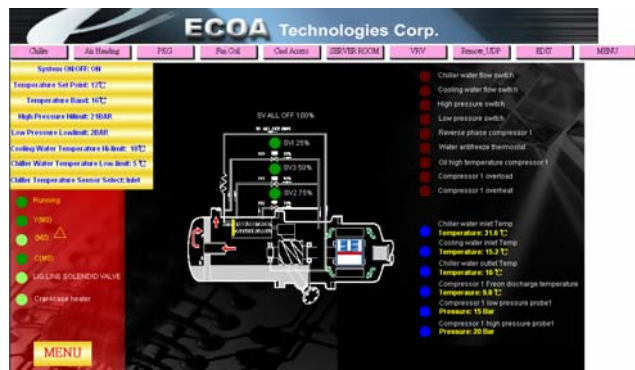 ECOA Technologies Corp.
Chiller Air Handing PKG Fan Coil Card Access SERVER ROOM VRV Remote_UDP EDIT MENU
System ON/OFF: ON
Temperature Set Point: 12℃
Temperature Band: 16℃
High Pressure Hilimit: 21BAR
Low Pressure Lowlimit: 2BAR
Cooling Water Temperature Hi-limit: 10℃
Chiller Water Temperature Low-limit: 5℃
Chiller Temperature Sensor Select: Inlet
Running
Y(M2)
(M2)
C(M1)
LIG.LINE SOLENOID VALVE
Crankcase heater
MENU
SV ALL OFF 100%
SV1 25%
SV3 50%
SV2 75%
Chiller water flow switch
Cooling water flow switch
High pressure switch
Low pressure switch
Reverse phase compressor 1
Water antifreeze thermostat
Oil high temperature compressor 1
Compressor 1 overload
Compressor 1 overheat
Chiller water inlet Temp
Temperature: 31.6℃
Cooling water inlet Temp
Temperature: 15.2℃
Chiller water outlet Temp
Temperature: 16℃
Compressor 1 Freon discharge temperature
Temperature: 9.8℃
Compressor 1 low pressure probe1
Pressure: 15 Bar
Compressor 1 high pressure probe1
Pressure: 20 Bar